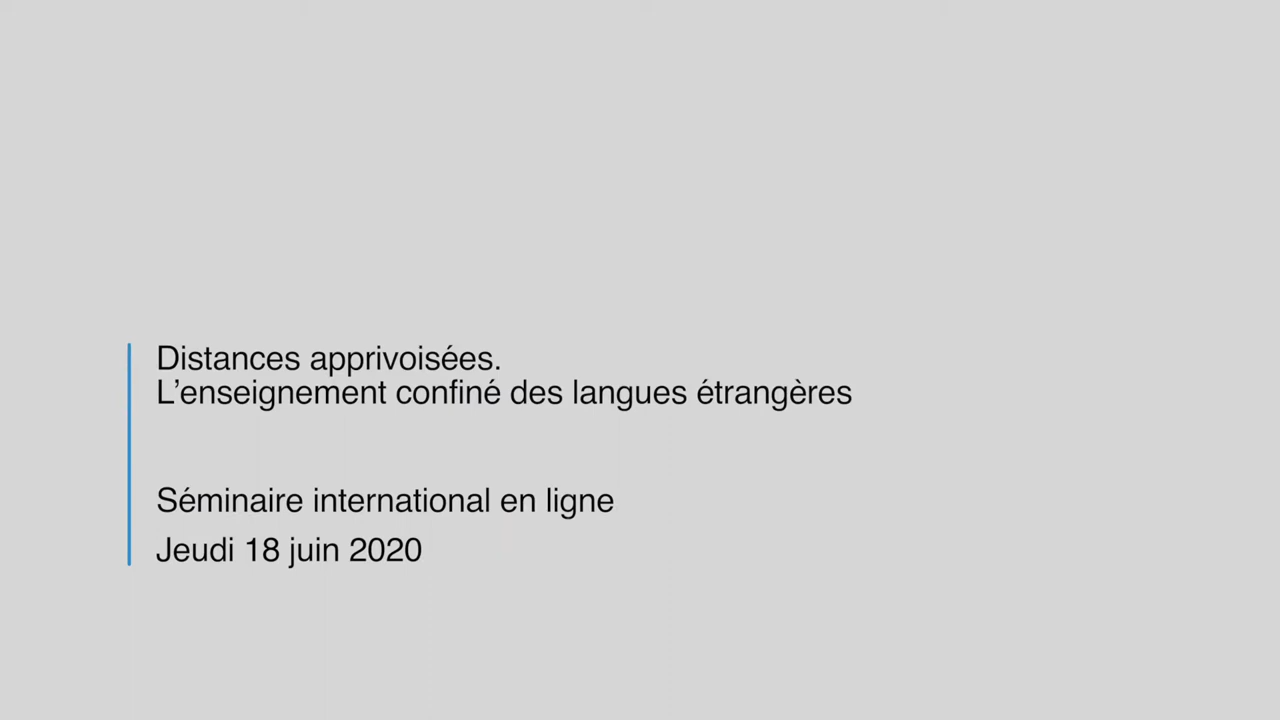 Distances apprivoisées.
L’enseignement confiné des langues étrangères
Séminaire international en ligne
Jeudi 18 juin 2020